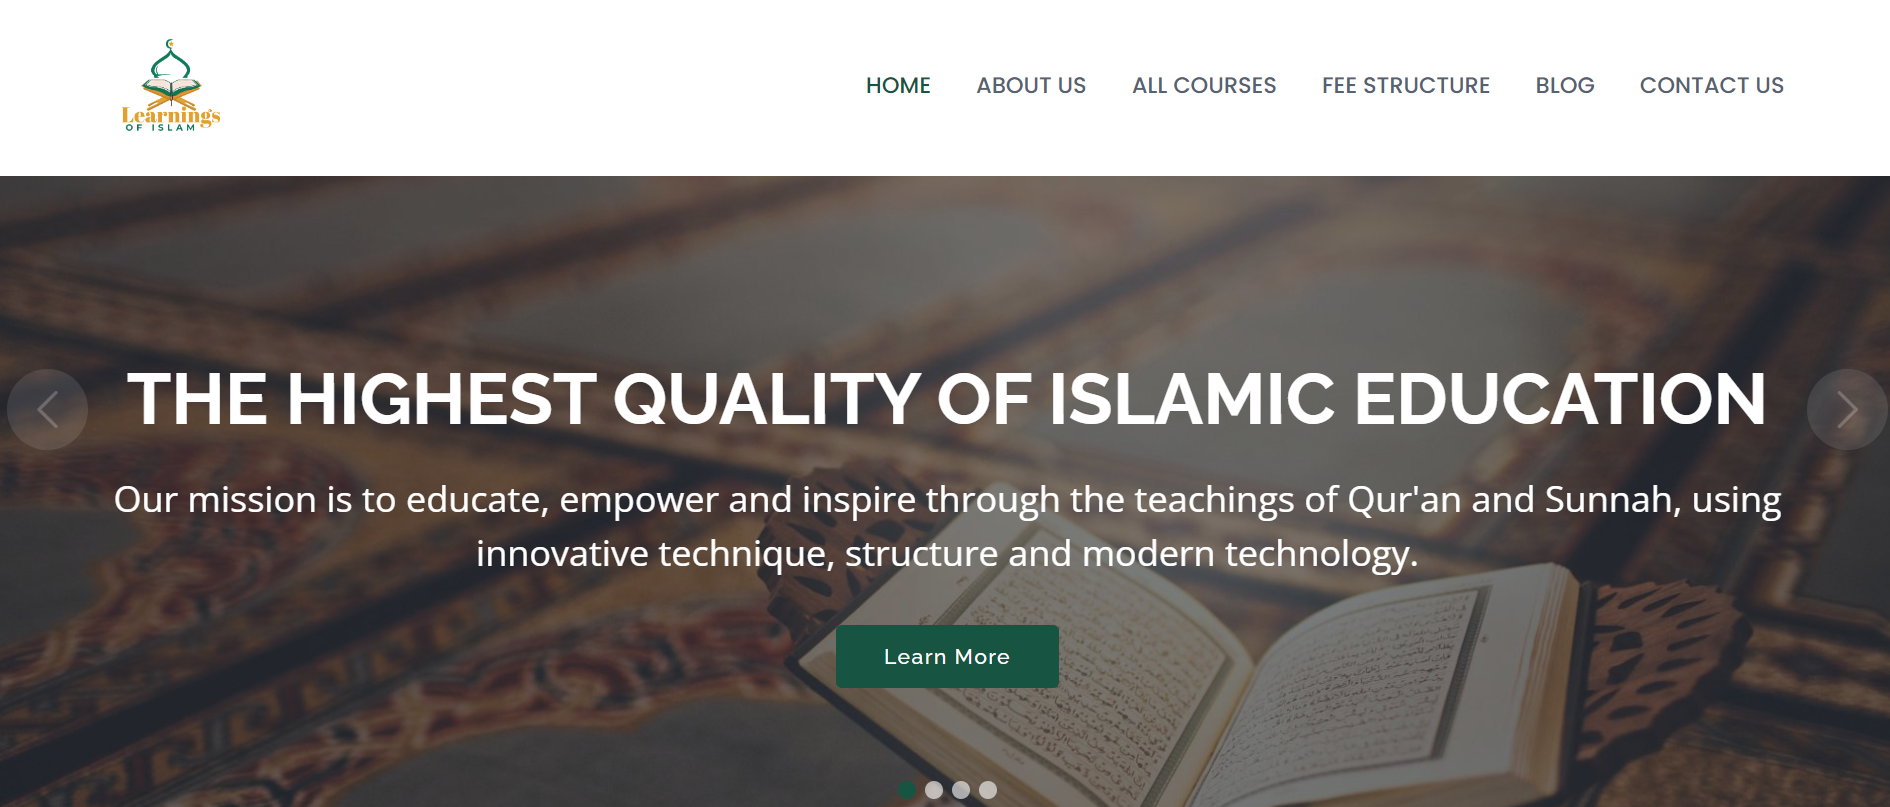 Learnings
OF ISLAM
HOME
ABOUT US
ALL COURSES
FEE STRUCTURE
BLOG
CONTACT US
THE HIGHEST QUALITY OF ISLAMIC EDUCATION
Our mission is to educate, empower and inspire through the teachings of Qur'an and Sunnah, using
innovative technique, structure and modern technology.
Learn More